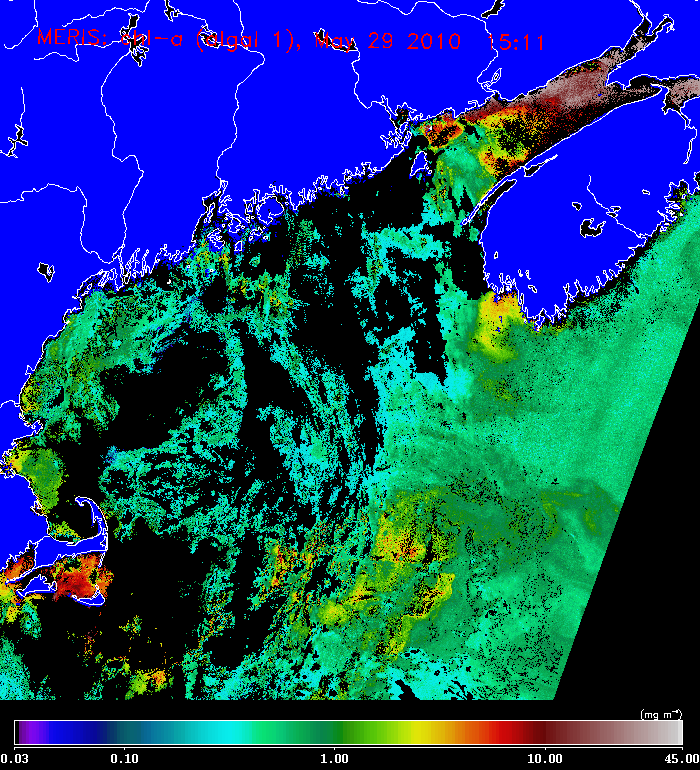 MERIS: chl-a (algal 1), May 29 2010 15:11
(mg m⁻³)
0.03 0.10 1.00 10.00 45.00